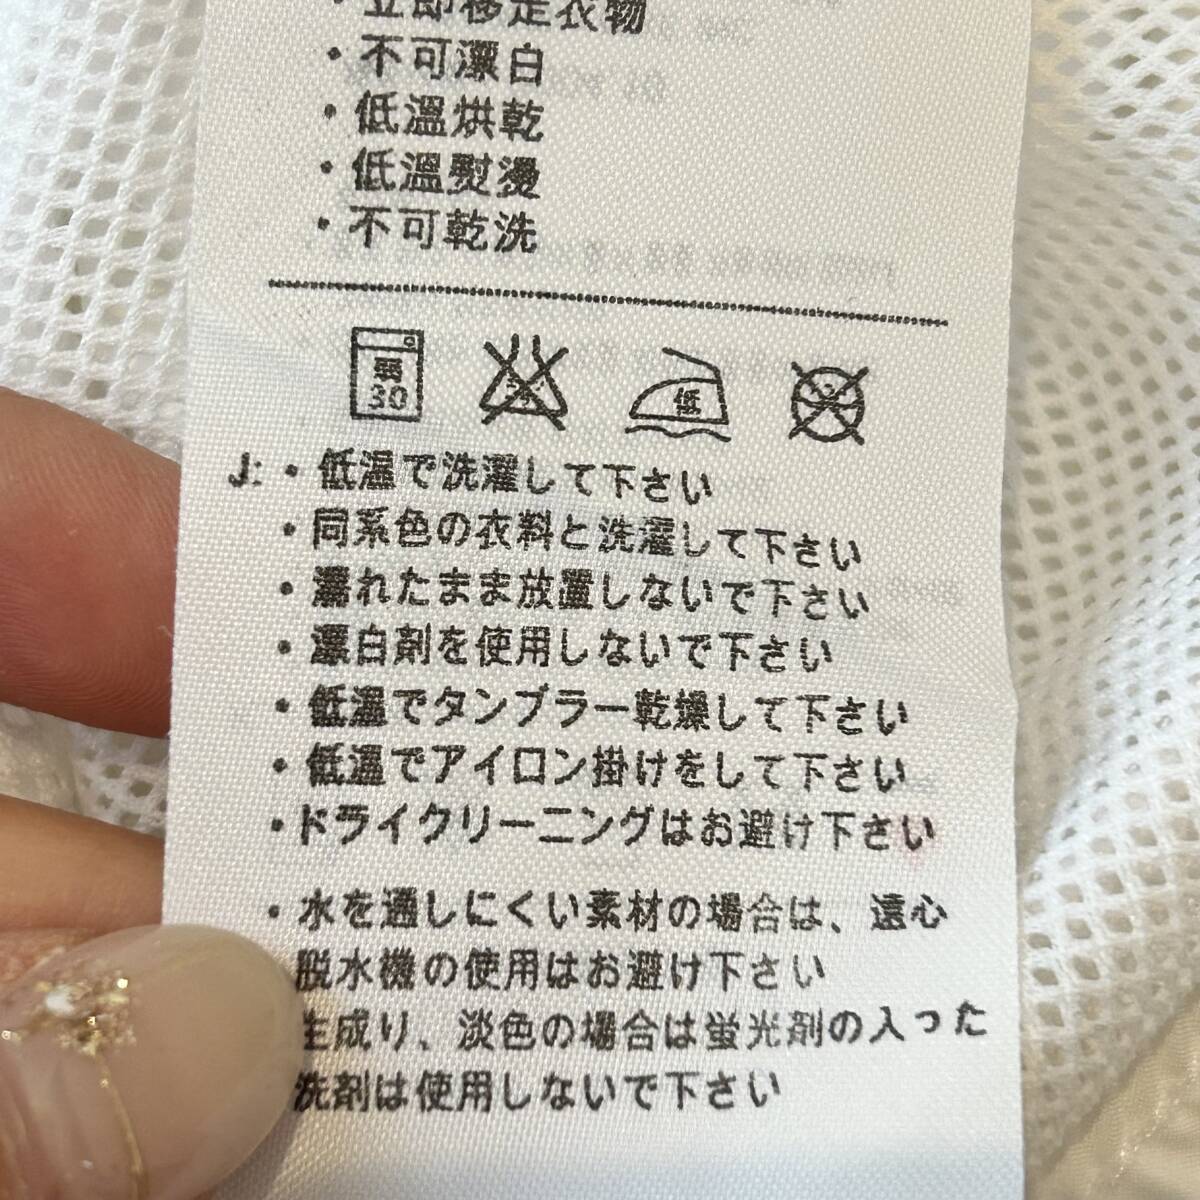 ・立即移走衣物
・不可漂白
・低溫烘乾
・低溫熨燙
・不可乾洗
弱
30
低
J:・低温で洗濯して下さい
・同系色の衣料と洗濯して下さい
・濡れたまま放置しないで下さい
・漂白剤を使用しないで下さい
・低温でタンブラー乾燥して下さい
・低温でアイロン掛けをして下さい
・ドライクリーニングはお避け下さい
・水を通しにくい素材の場合は、遠心
脱水機の使用はお避け下さい
生成り、淡色の場合は蛍光剤の入った
洗剤は使用しないで下さい